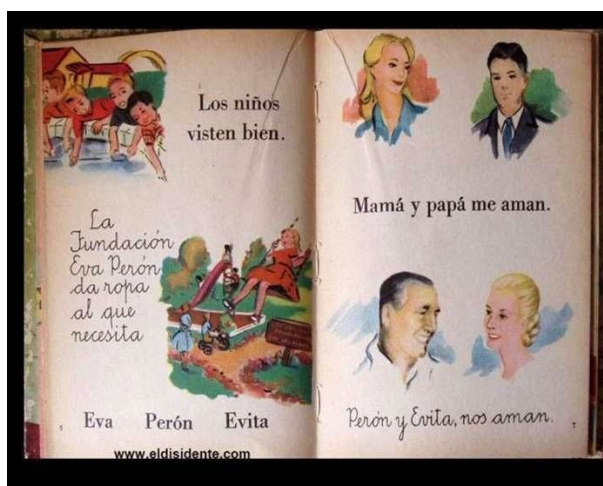 Los niños
visten bien.
La
Fundación
Eva Perón
da ropa
al que
necesita
Eva Perón Evita
Mamá y papá me aman.
Perón y Evita, nos aman.
7
www.eldisidente.com